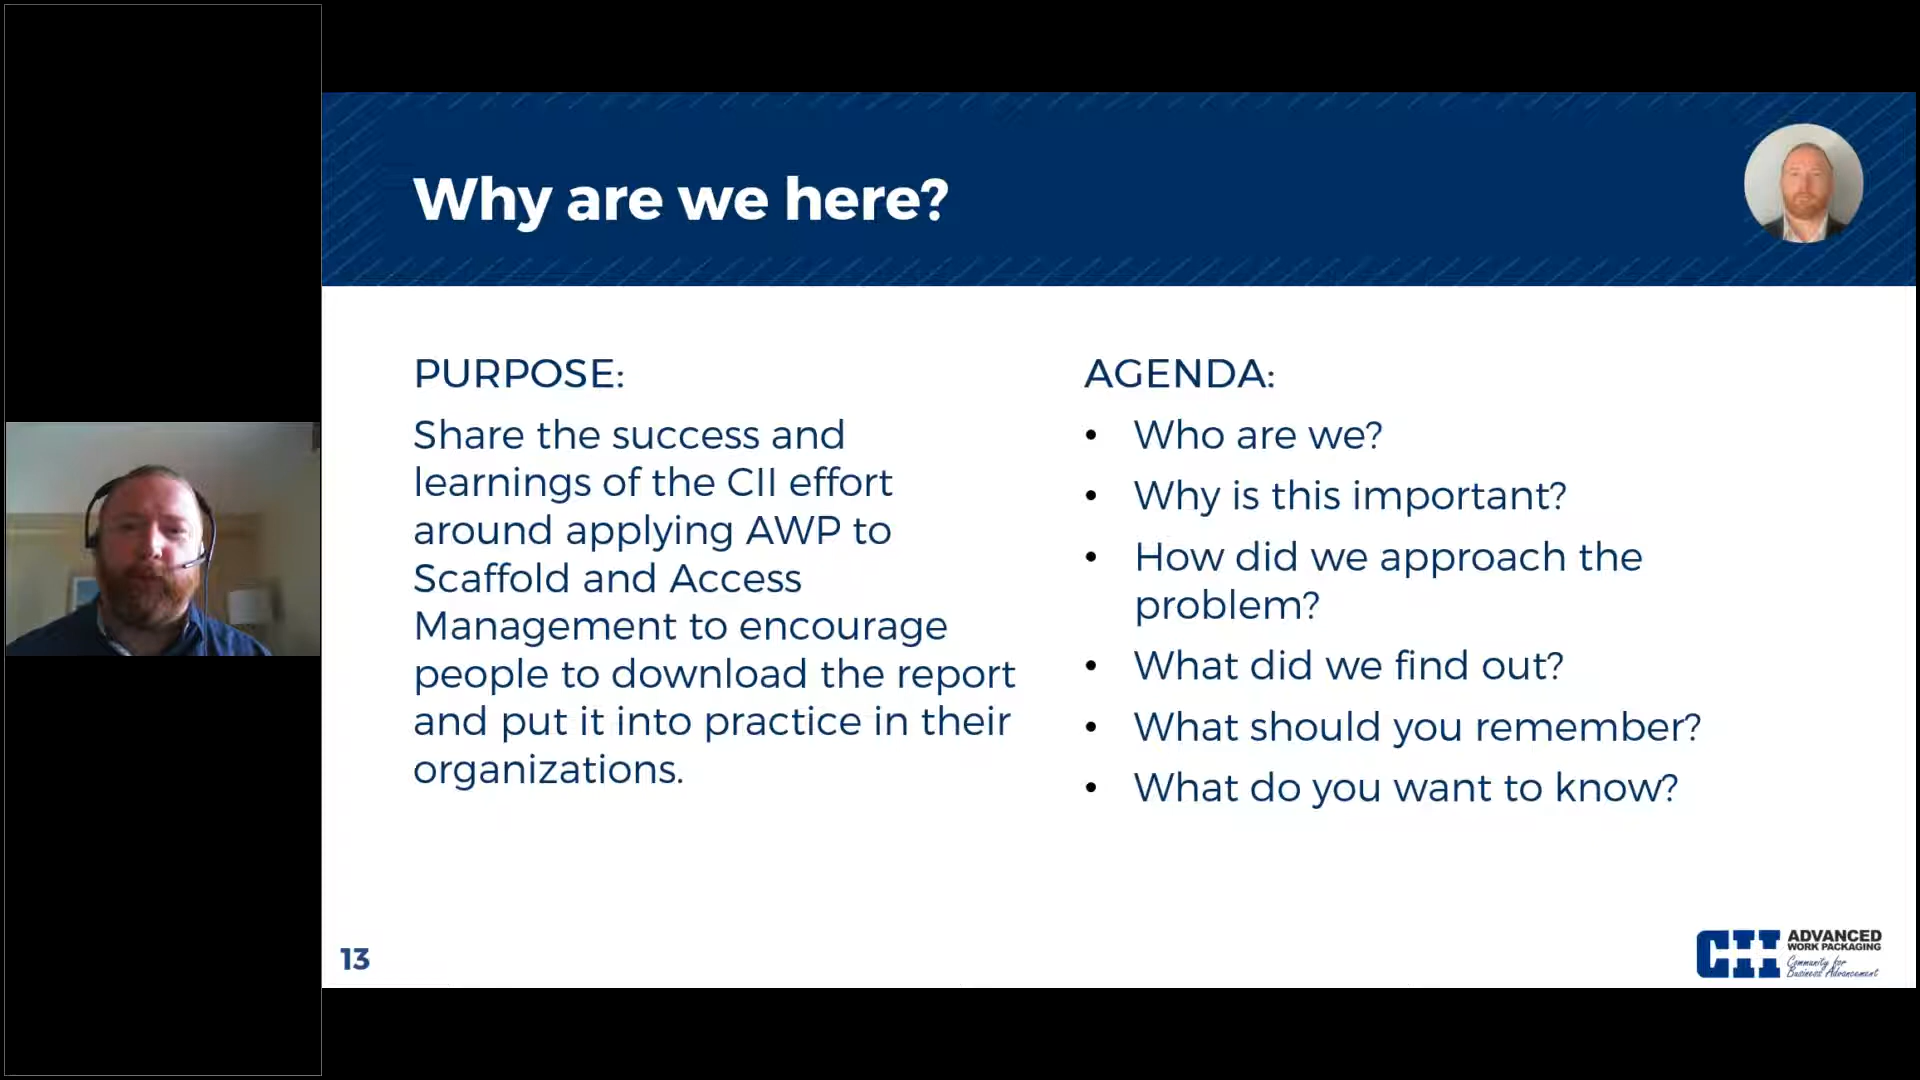 Why are we here?
PURPOSE:
Share the success and
learnings of the CII effort
around applying AWP to
Scaffold and Access
Management to encourage
people to download the report
and put it into practice in their
organizations.
AGENDA:
• Who are we?
• Why is this important?
• How did we approach the
problem?
• What did we find out?
• What should you remember?
• What do you want to know?
13
CII ADVANCED
WORK PACKAGING
Community for
Business Advancement